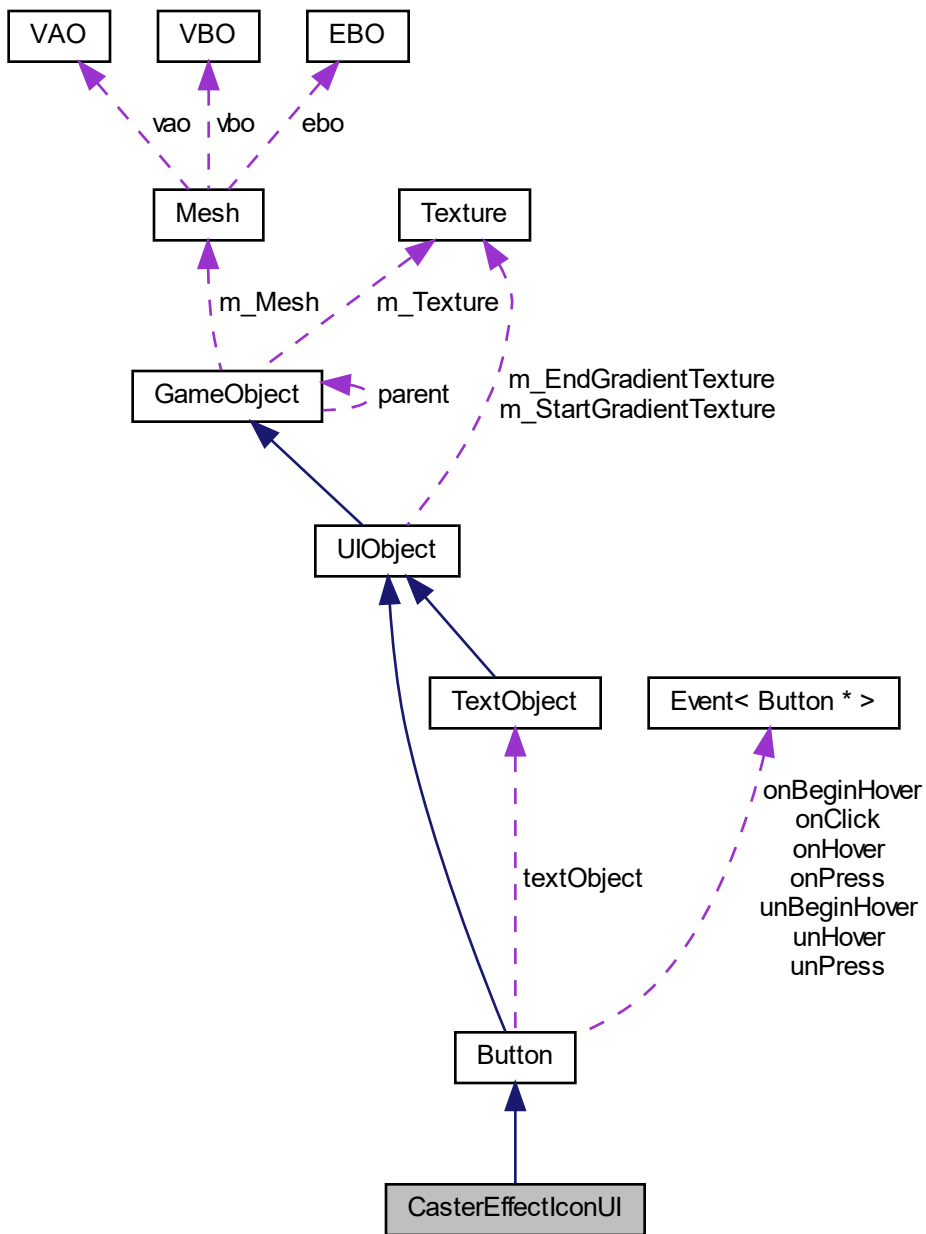 VAO
VBO
EBO
vao
vbo
ebo
Mesh
Texture
m_Mesh
m_Texture
GameObject
parent
m_EndGradientTexture
m_StartGradientTexture
UIObject
TextObject
Event< Button * >
onBeginHover
onClick
onHover
onPress
unBeginHover
unHover
unPress
textObject
Button
CasterEffectIconUI